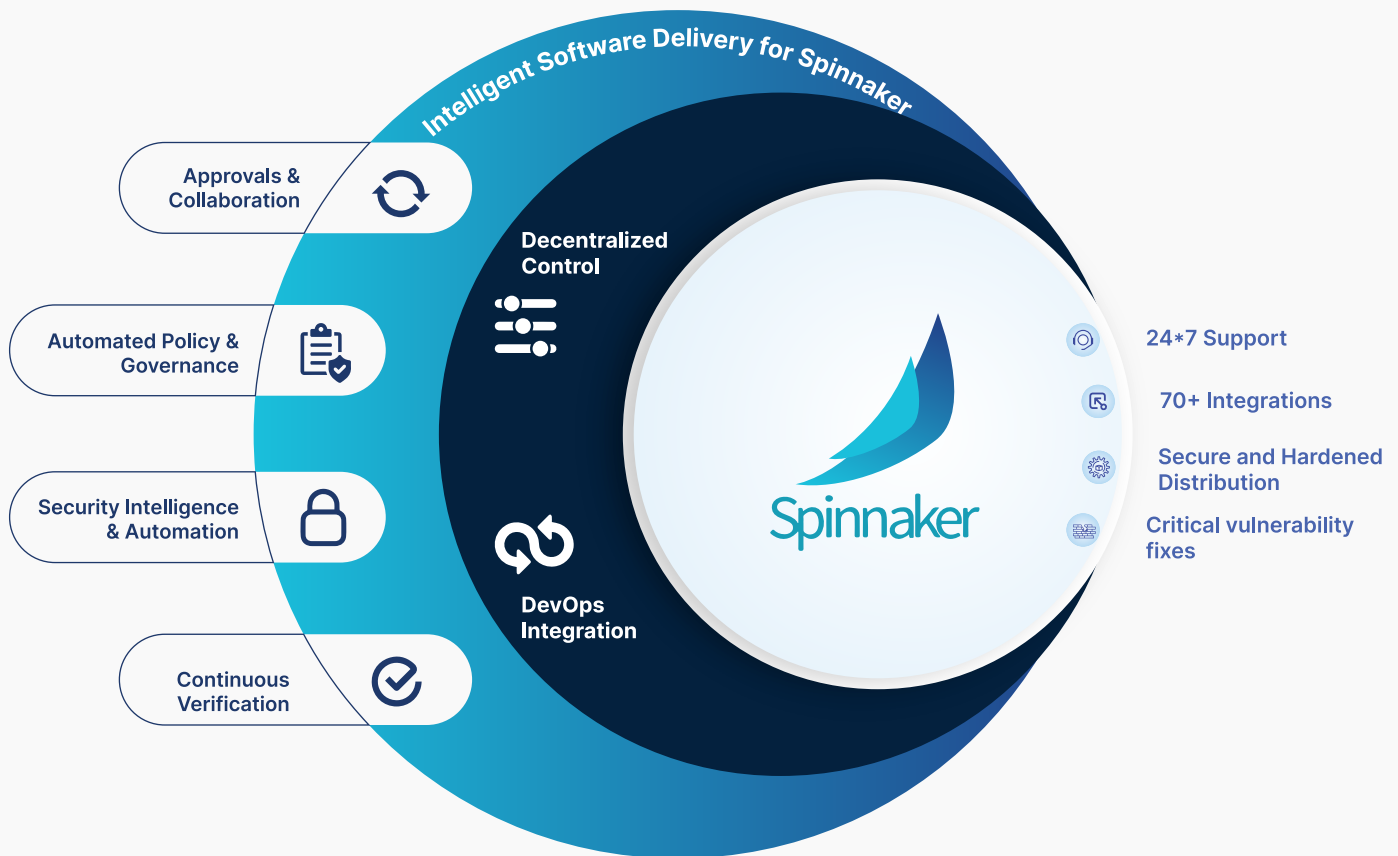 Intelligent Software Delivery for Spinnaker
Approvals &
Collaboration
Automated Policy &
Governance
Security Intelligence
& Automation
Continuous
Verification
Decentralized
Control
DevOps
Integration
Spinnaker
24*7 Support
70+ Integrations
Secure and Hardened
Distribution
Critical vulnerability
fixes